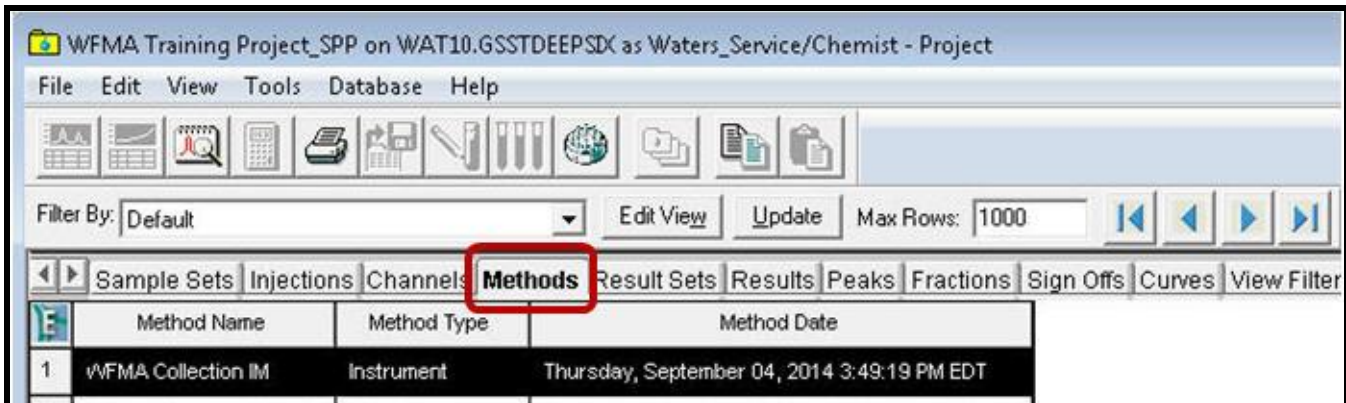 WFMA Training Project_SPP on WAT10.GSSTDEEPSIX as Waters_Service/Chemist - Project
File Edit View Tools Database Help
Filter By: Default Edit View Update Max Rows: 1000
Sample Sets Injections Channels Methods Result Sets Results Peaks Fractions Sign Offs Curves View Filter
Method Name Method Type Method Date
1 WFMA Collection IM Instrument Thursday, September 04, 2014 3:49:19 PM EDT